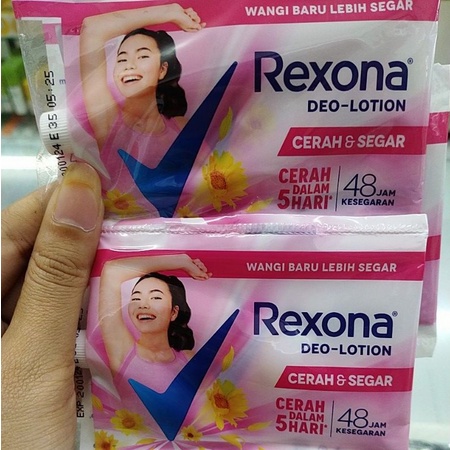 WANGI BARU LEBIH SEGAR
Rexona®
DEO-LOTION
CERAH & SEGAR
CERAH
DALAM
5 HARI*
48 JAM
KESEGARAN
WANGI BARU LEBIH SEGAR
Rexona®
DEO-LOTION
CERAH & SEGAR
CERAH
DALAM
5 HARI*
48 JAM
KESEGARAN